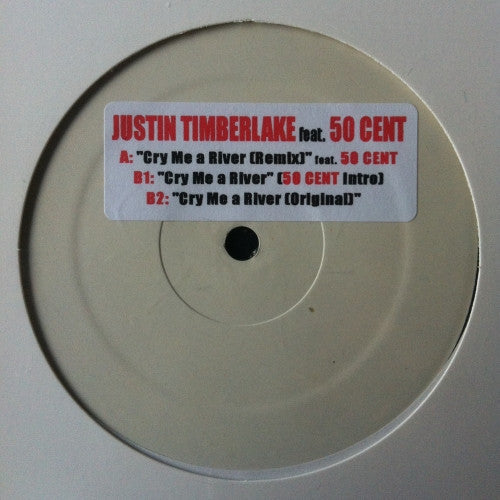 JUSTIN TIMBERLAKE feat. 50 CENT
A: "Cry Me a River (Remix)" feat. 50 CENT
B1: "Cry Me a River" (50 CENT Intro)
B2: "Cry Me a River (Original)"